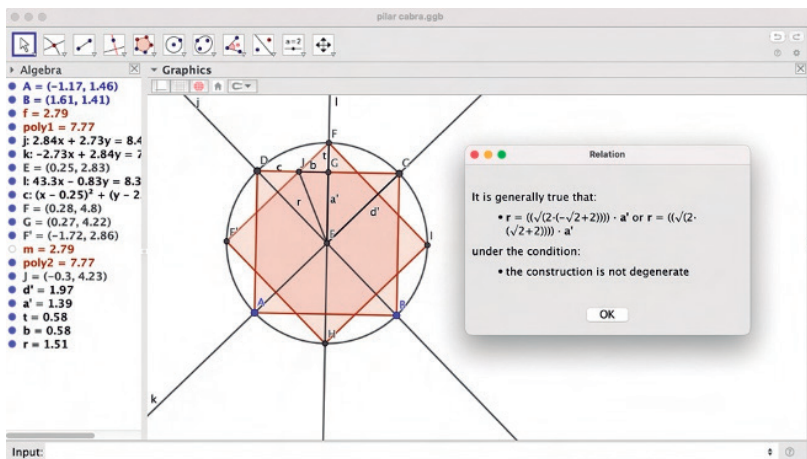 pilar cabra.ggb
a=2
Algebra
Graphics
A = (-1.17, 1.46)
B = (1.61, 1.41)
f = 2.79
poly1 = 7.77
j: 2.84x + 2.73y = 8.4
k: -2.73x + 2.84y = 7
E = (0.25, 2.83)
l: 43.3x - 0.83y = 8.3
c: (x - 0.25)² + (y - 2
F = (0.28, 4.8)
G = (0.27, 4.22)
F' = (-1.72, 2.86)
m = 2.79
poly2 = 7.77
J = (-0.3, 4.23)
d' = 1.97
a' = 1.39
t = 0.58
b = 0.58
r = 1.51
j
l
F
D
c
J
b
t
G
C
r
a'
d'
F'
E
I
A
B
H'
k
Relation
It is generally true that:
• r = ((√(2·(-√2+2)))) · a' or r = ((√(2·
(√2+2)))) · a'
under the condition:
• the construction is not degenerate
OK
Input: